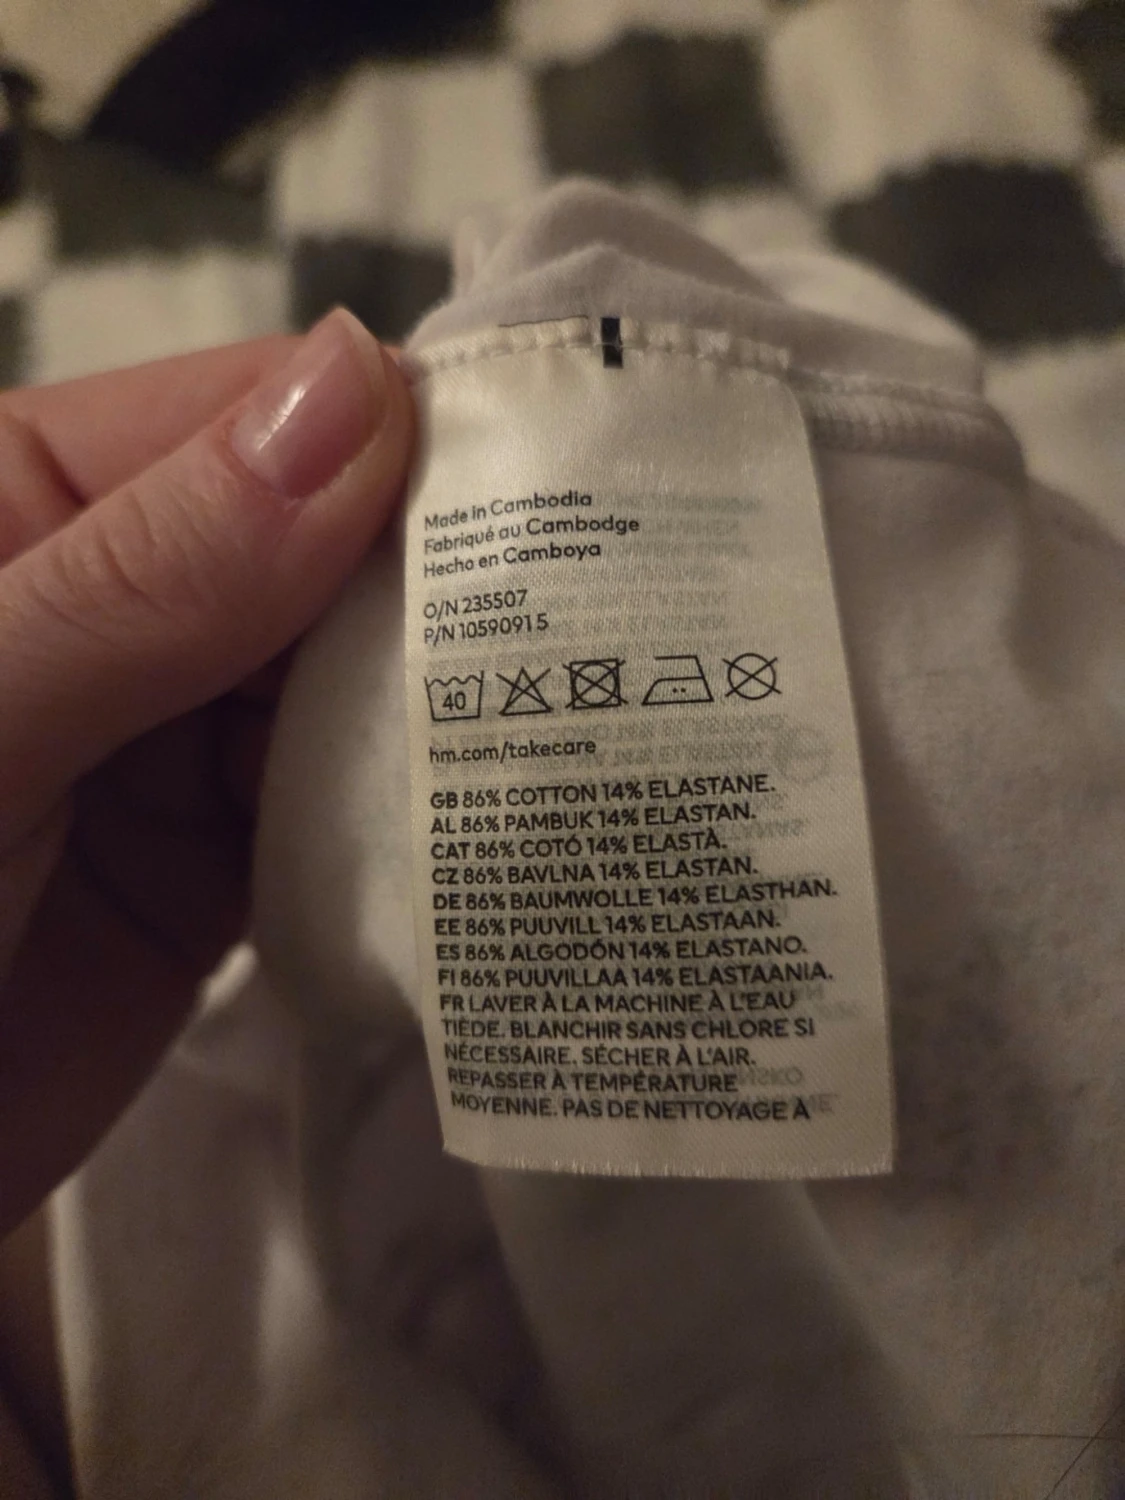 Made in Cambodia
Fabriqué au Cambodge
Hecho en Camboya
O/N 235507
P/N 1059091 5
40
hm.com/takecare
GB 86% COTTON 14% ELASTANE.
AL 86% PAMBUK 14% ELASTAN.
CAT 86% COTÓ 14% ELASTÀ.
CZ 86% BAVLNA 14% ELASTAN.
DE 86% BAUMWOLLE 14% ELASTHAN.
EE 86% PUUVILL 14% ELASTAAN.
ES 86% ALGODÓN 14% ELASTANO.
FI 86% PUUVILLAA 14% ELASTAANIA.
FR LAVER À LA MACHINE À L'EAU
TIÈDE. BLANCHIR SANS CHLORE SI
NÉCESSAIRE. SÉCHER À L'AIR.
REPASSER À TEMPÉRATURE
MOYENNE. PAS DE NETTOYAGE À